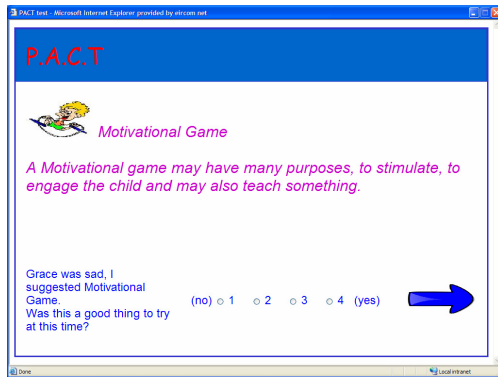 PACT test - Microsoft Internet Explorer provided by eircom net
P.A.C.T
Motivational Game
A Motivational game may have many purposes, to stimulate, to
engage the child and may also teach something.
Grace was sad, I
suggested Motivational
Game.
Was this a good thing to try
at this time?
(no) 1 2 3 4 (yes)
Done
Local intranet